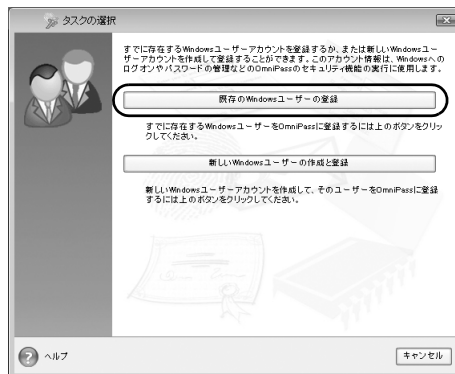 タスクの選択
すでに存在するWindowsユーザーアカウントを登録するか、または新しいWindowsユー
ザーアカウントを作成して登録することができます。このアカウント情報は、Windowsへの
ログオンやパスワードの管理などのOmniPassのセキュリティ機能の実行に使用します。
既存のWindowsユーザーの登録
すでに存在するWindowsユーザーをOmniPassに登録するには上のボタンをクリッ
クしてください。
新しいWindowsユーザーの作成と登録
新しいWindowsユーザーアカウントを作成して、そのユーザーをOmniPassに登録
するには上のボタンをクリックしてください。
ヘルプ
キャンセル